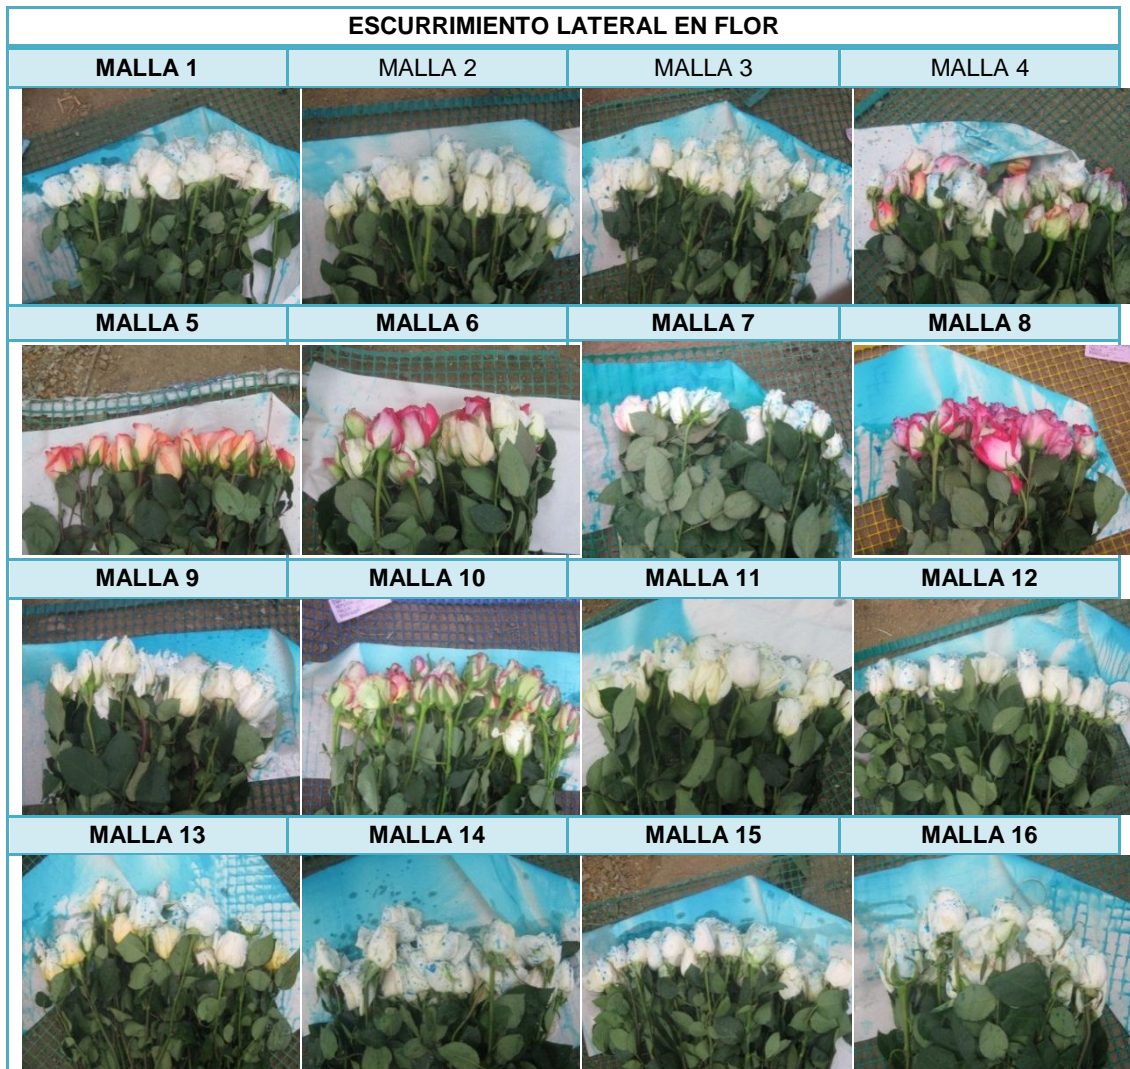 ESCURRIMIENTO LATERAL EN FLOR
MALLA 1 MALLA 2 MALLA 3 MALLA 4
MALLA 5 MALLA 6 MALLA 7 MALLA 8
MALLA 9 MALLA 10 MALLA 11 MALLA 12
MALLA 13 MALLA 14 MALLA 15 MALLA 16